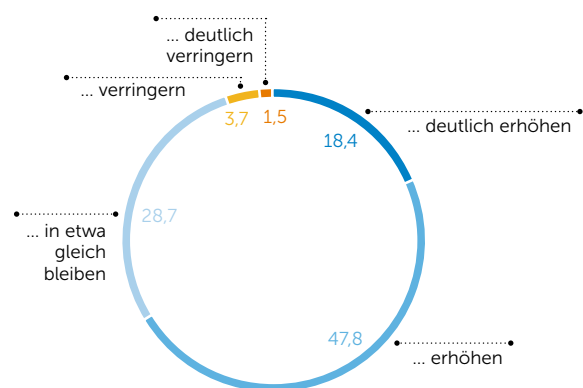 ... deutlich
verringern
... verringern
3,7
1,5
18,4
... deutlich erhöhen
28,7
... in etwa
gleich
bleiben
47,8
... erhöhen